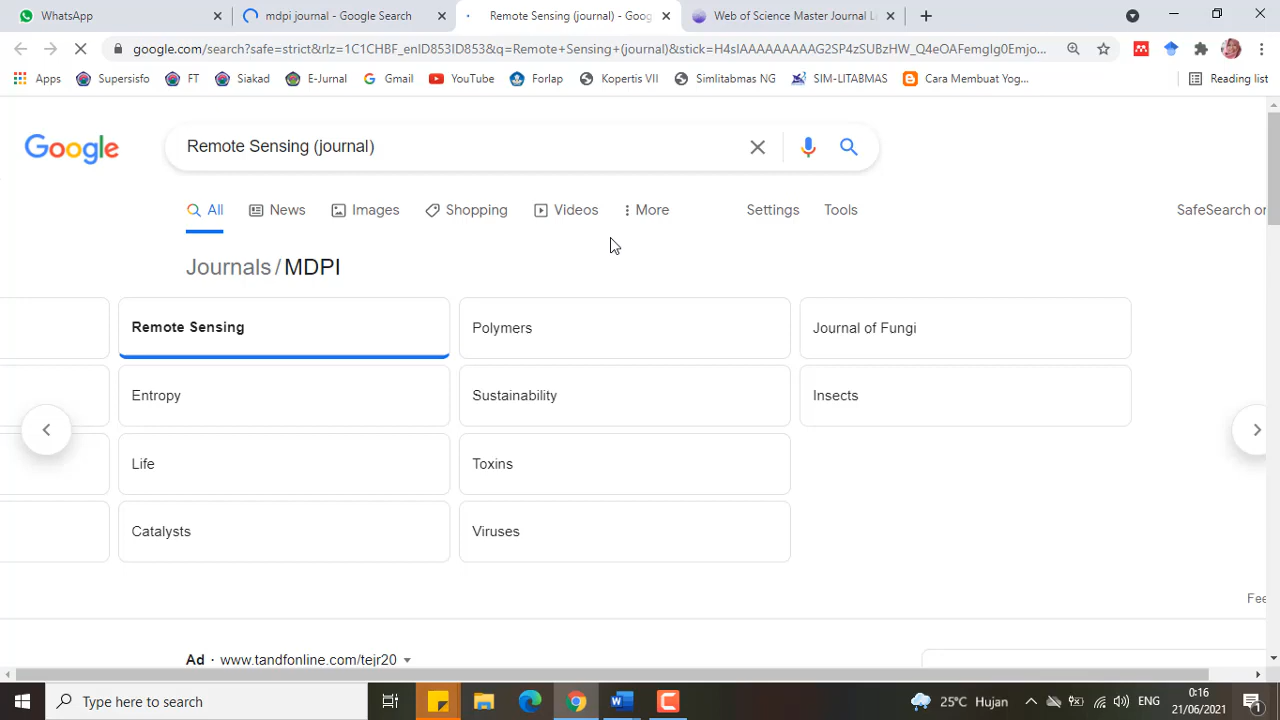 WhatsApp
mdpi journal - Google Search
Remote Sensing (journal) - Goog
Web of Science Master Journal Li
google.com/search?safe=strict&rlz=1C1CHBF_enID853ID853&q=Remote+Sensing+(journal)&stick=H4sIAAAAAAAAAG2SP4zSUBzHW_Q4eOAFemgIg0Emjo...
Apps
Supersisfo
FT
Siakad
E-Jurnal
Gmail
YouTube
Forlap
Kopertis VII
Simlitabmas NG
SIM-LITABMAS
Cara Membuat Yog...
Reading list
Google
Remote Sensing (journal)
All
News
Images
Shopping
Videos
More
Settings
Tools
SafeSearch on
Journals / MDPI
Remote Sensing
Polymers
Journal of Fungi
Entropy
Sustainability
Insects
Life
Toxins
Catalysts
Viruses
Fee
Ad · www.tandfonline.com/tejr20
Type here to search
25°C Hujan
ENG
0:16
21/06/2021
1